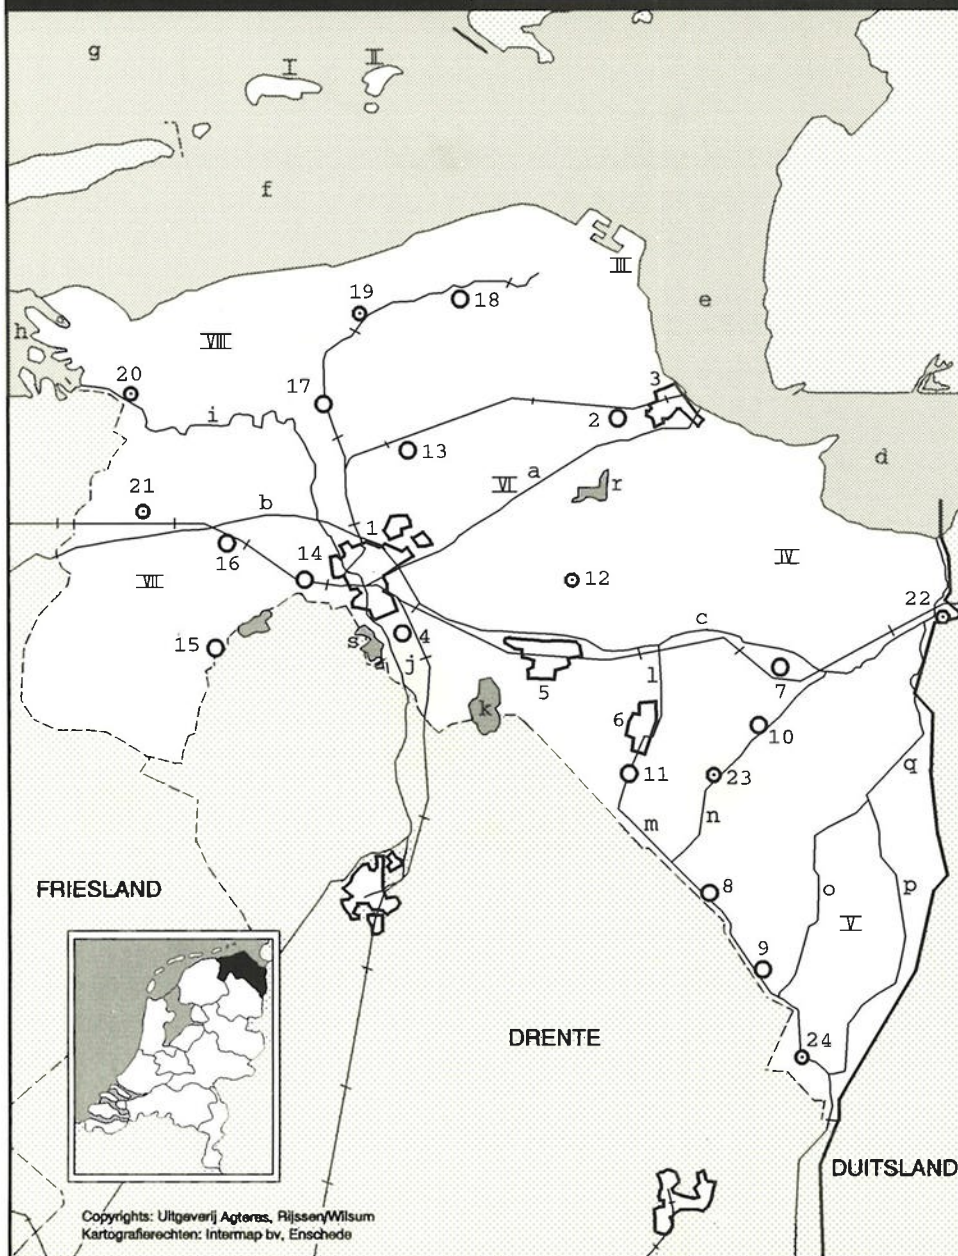 g
I
II
f
III
e
h
VIII
19
18
20
17
3
i
2
13
d
21
VI
a
r
b
1
IV
16
14
VII
12
22
15
s
4
j
c
5
l
7
k
6
10
11
23
q
m
n
8
FRIESLAND
o
p
V
9
DRENTE
24
DUITSLAND
Copyrights: Uitgeverij Agteres, Rijssen/Wilsum
Kartografierechten: Intermap bv, Enschede